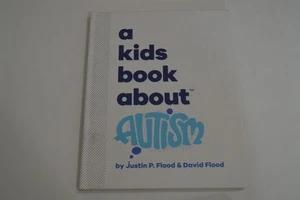 a
kids
book
about™
AUTISM
by Justin P. Flood & David Flood